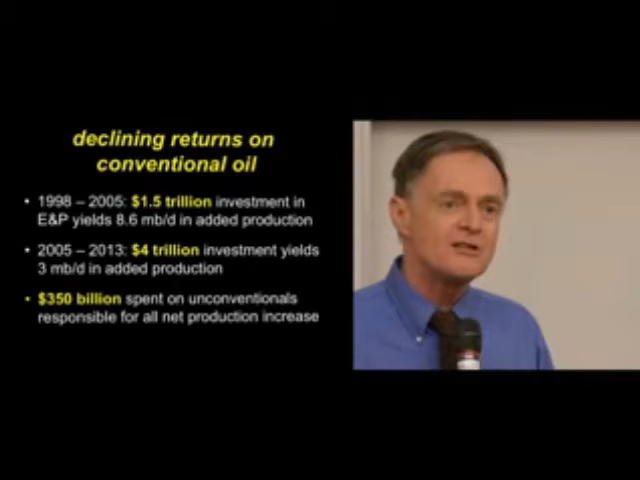 declining returns on
conventional oil
• 1998 – 2005: $1.5 trillion investment in
E&P yields 8.6 mb/d in added production
• 2005 – 2013: $4 trillion investment yields
3 mb/d in added production
• $350 billion spent on unconventionals
responsible for all net production increase